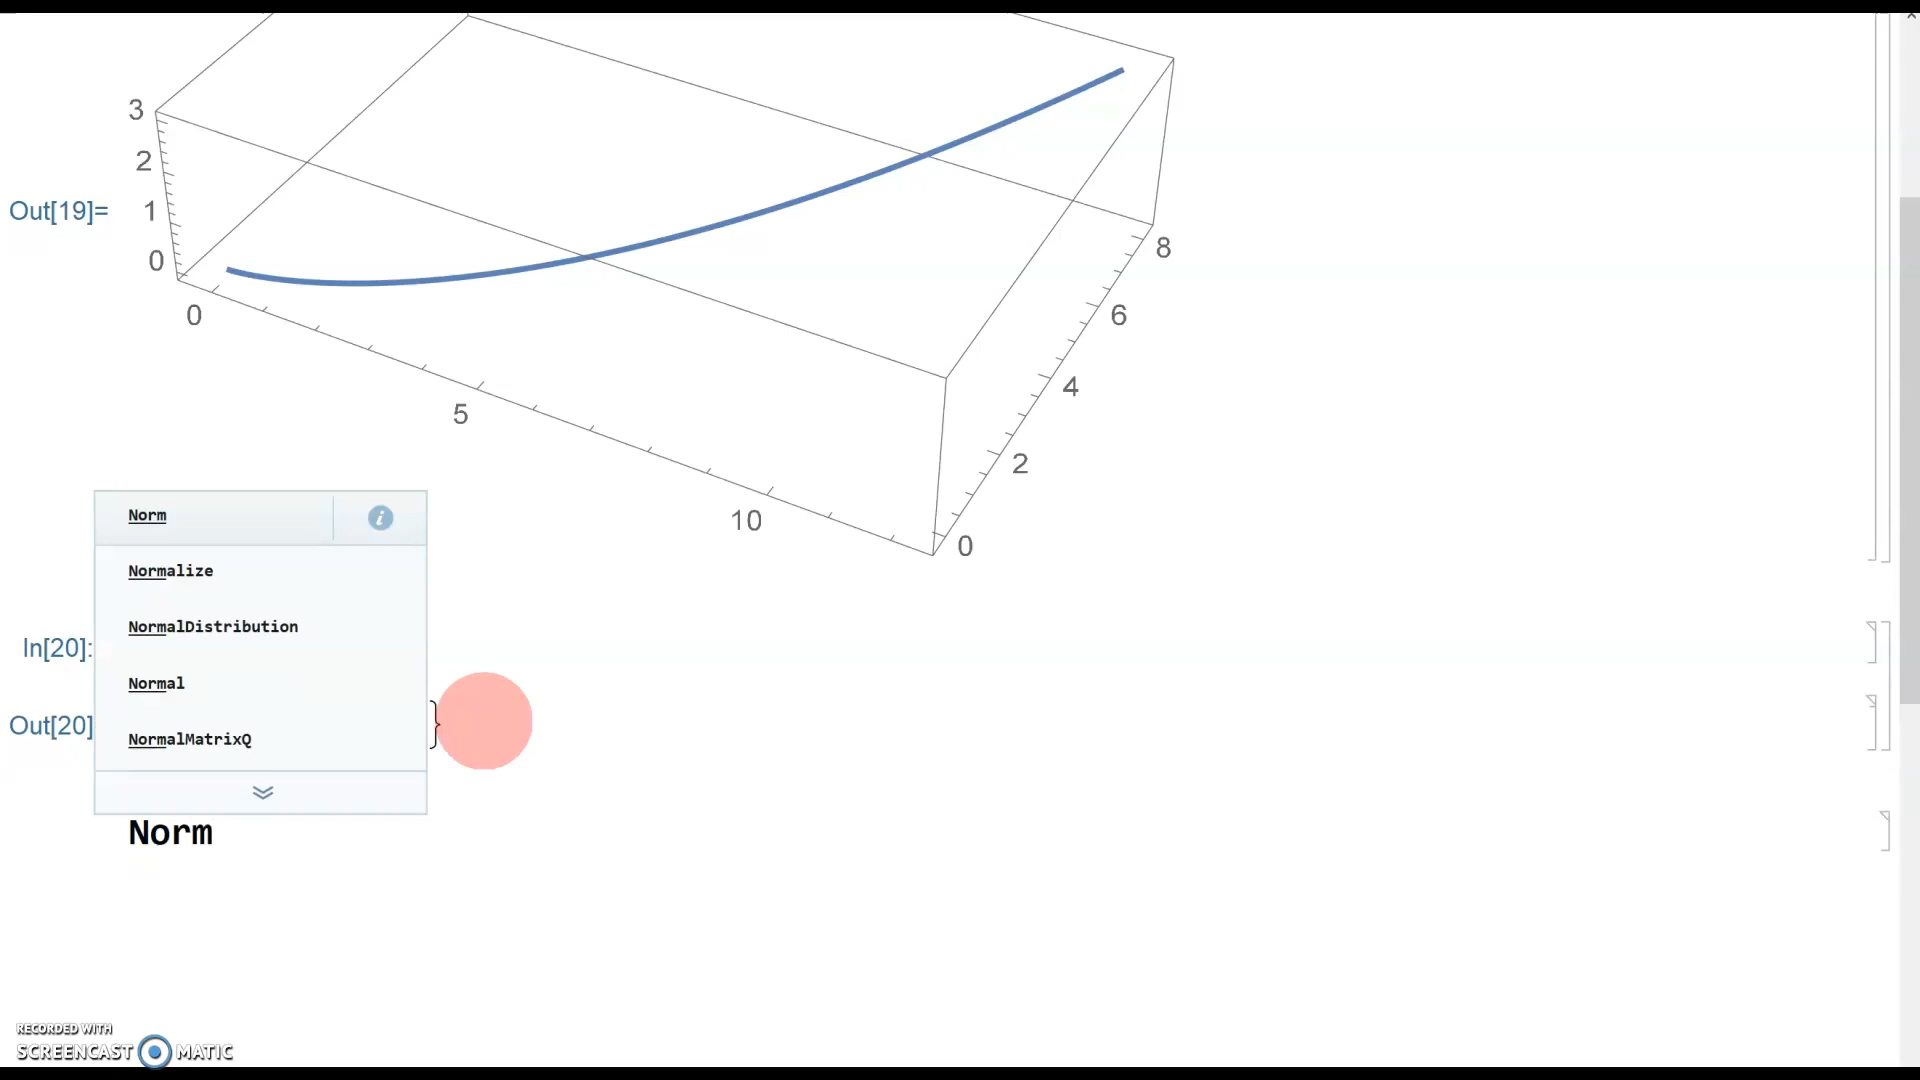 3
2
1
0
Out[19]=
0
5
10
8
6
4
2
0
Norm
i
Normalize
NormalDistribution
In[20]:
Normal
Out[20]
}
NormalMatrixQ
Norm
RECORDED WITH
SCREENCAST MATIC